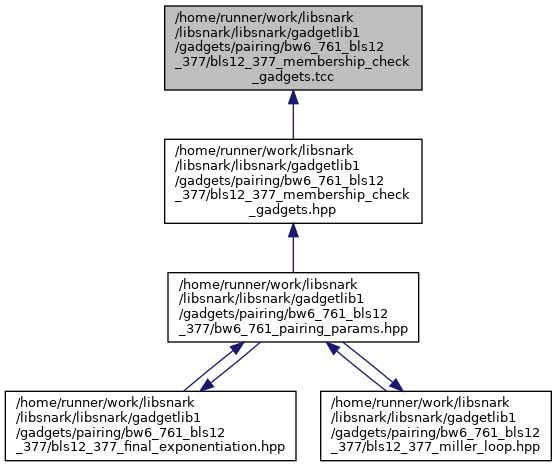 /home/runner/work/libsnark
/libsnark/libsnark/gadgetlib1
/gadgets/pairing/bw6_761_bls12
_377/bls12_377_membership_check
_gadgets.tcc
/home/runner/work/libsnark
/libsnark/libsnark/gadgetlib1
/gadgets/pairing/bw6_761_bls12
_377/bls12_377_membership_check
_gadgets.hpp
/home/runner/work/libsnark
/libsnark/libsnark/gadgetlib1
/gadgets/pairing/bw6_761_bls12
_377/bw6_761_pairing_params.hpp
/home/runner/work/libsnark
/libsnark/libsnark/gadgetlib1
/gadgets/pairing/bw6_761_bls12
_377/bls12_377_final_exponentiation.hpp
/home/runner/work/libsnark
/libsnark/libsnark/gadgetlib1
/gadgets/pairing/bw6_761_bls12
_377/bls12_377_miller_loop.hpp